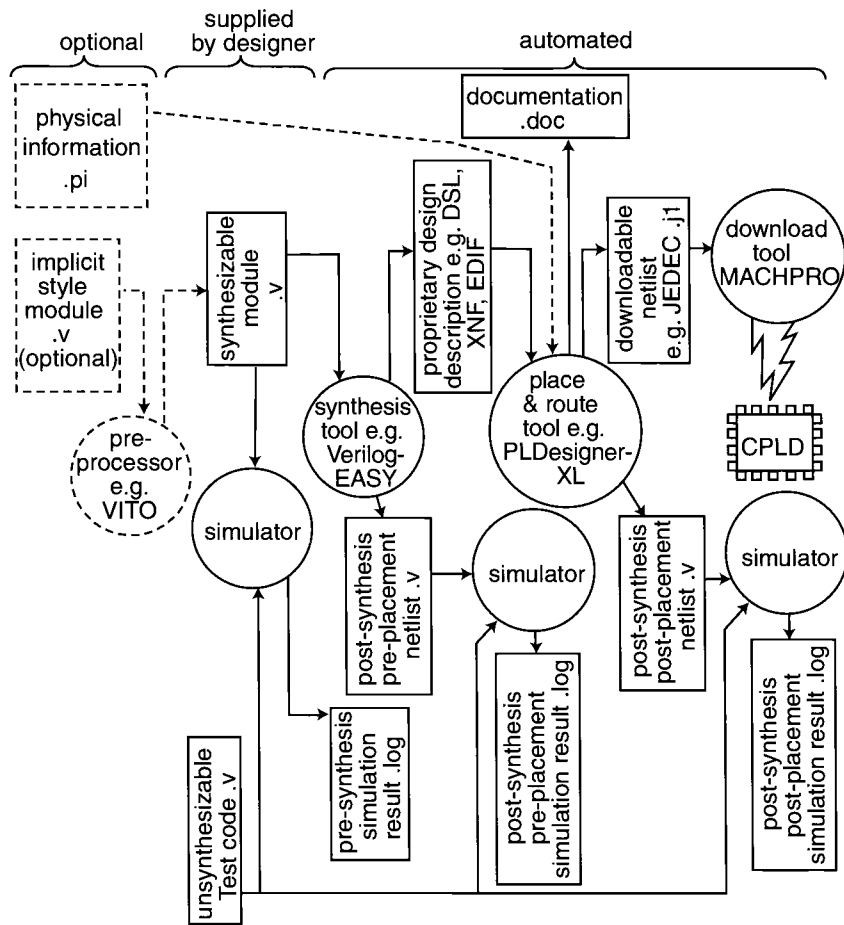 supplied
by designer
optional
automated
physical
information
.pi
documentation
.doc
implicit
style
module
.v
(optional)
synthesizable
module
.v
proprietary design
description e.g. DSL,
XNF, EDIF
downloadable
netlist
e.g. JEDEC .j1
download
tool
MACHPRO
pre-
processor
e.g.
VITO
synthesis
tool e.g.
Verilog-
EASY
place
& route
tool e.g.
PLDesigner-
XL
CPLD
simulator
post-synthesis
pre-placement
netlist .v
simulator
post-synthesis
post-placement
netlist .v
simulator
unsynthesizable
Test code .v
pre-synthesis
simulation
result .log
post-synthesis
pre-placement
simulation result .log
post-synthesis
post-placement
simulation result .log